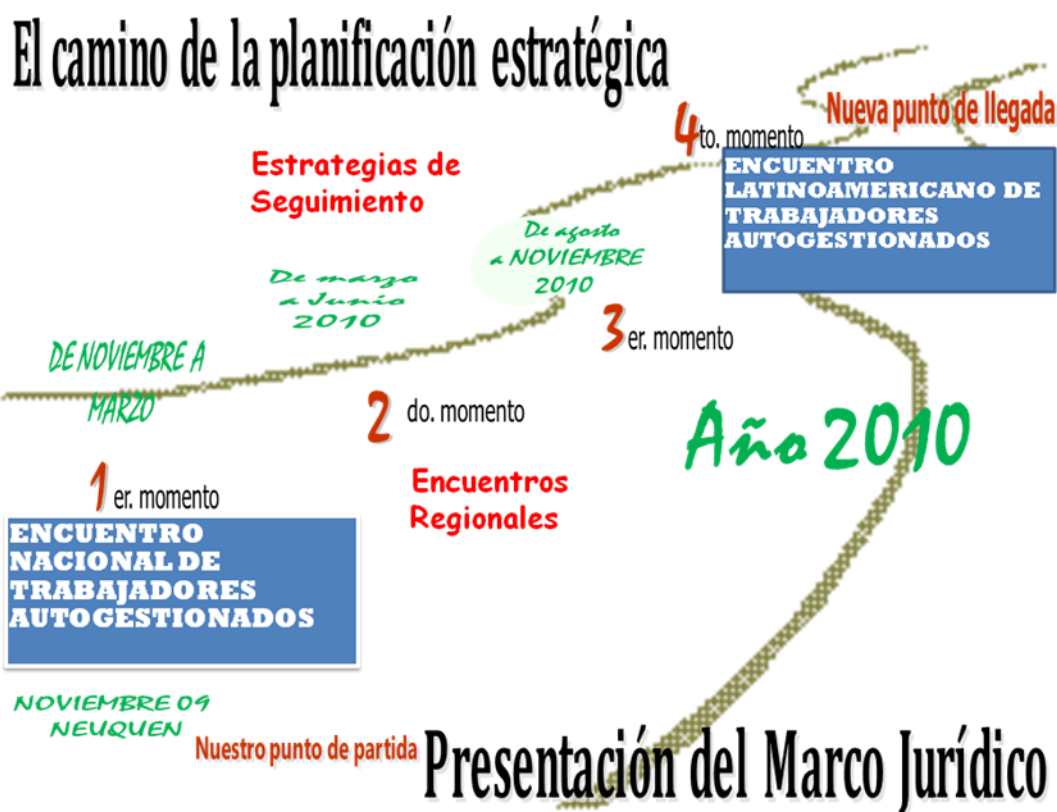 El camino de la planificación estratégica
Nueva punto de llegada
4to. momento
ENCUENTRO
LATINOAMERICANO DE
TRABAJADORES
AUTOGESTIONADOS
Estrategias de
Seguimiento
De agosto
a NOVIEMBRE
2010
De marzo
a Junio
2010
3er. momento
DE NOVIEMBRE A
MARZO
2do. momento
Año 2010
1er. momento
Encuentros
Regionales
ENCUENTRO
NACIONAL DE
TRABAJADORES
AUTOGESTIONADOS
NOVIEMBRE 09
NEUQUEN
Nuestro punto de partida
Presentación del Marco Jurídico